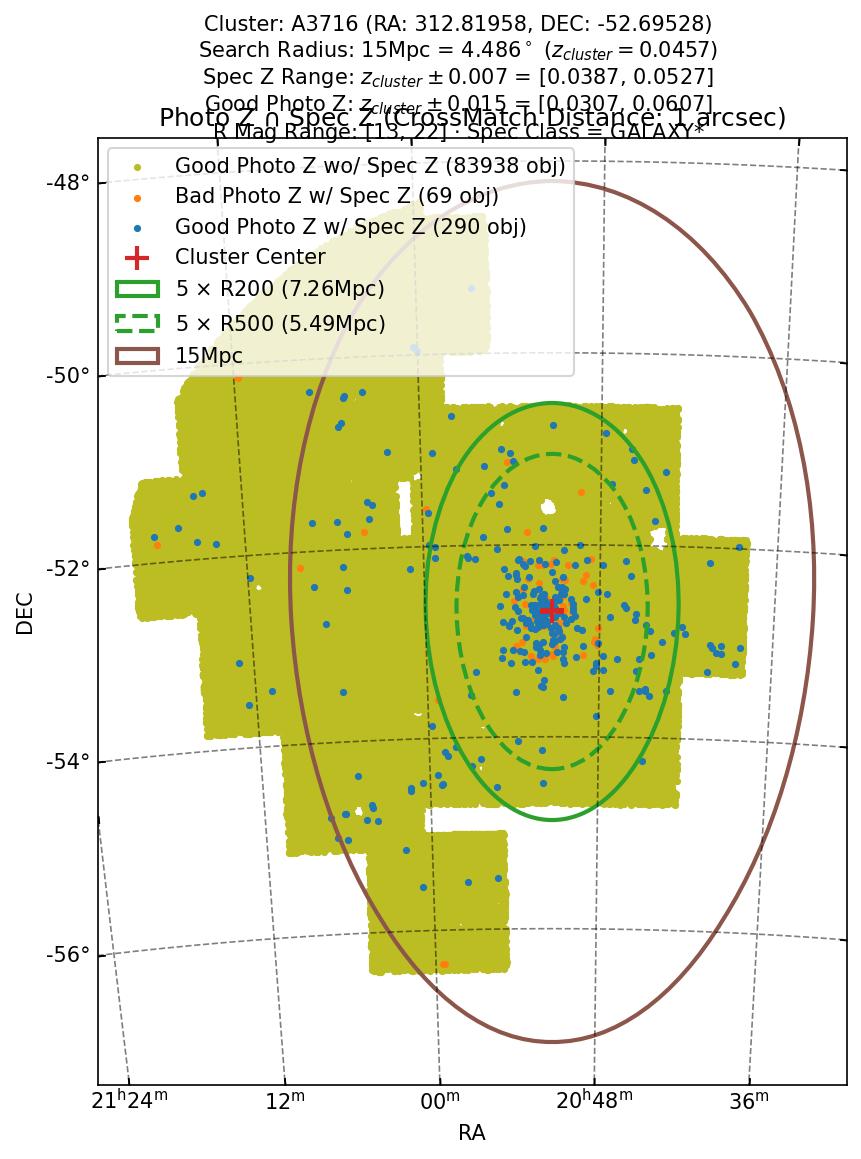 Cluster: A3716 (RA: 312.81958, DEC: -52.69528)
Search Radius: 15Mpc = 4.486° (z_cluster = 0.0457)
Spec Z Range: z_cluster ± 0.007 = [0.0387, 0.0527]
Good Photo Z: z_cluster ± 0.015 = [0.0307, 0.0607]
Photo Z ∩ Spec Z (CrossMatch Distance: 1 arcsec)
R Mag Range: [13, 22] · Spec Class = GALAXY*
Good Photo Z wo/ Spec Z (83938 obj)
Bad Photo Z w/ Spec Z (69 obj)
Good Photo Z w/ Spec Z (290 obj)
Cluster Center
5 × R200 (7.26Mpc)
5 × R500 (5.49Mpc)
15Mpc
-48°
-50°
-52°
-54°
-56°
DEC
21h24m 12m 00m 20h48m 36m
RA